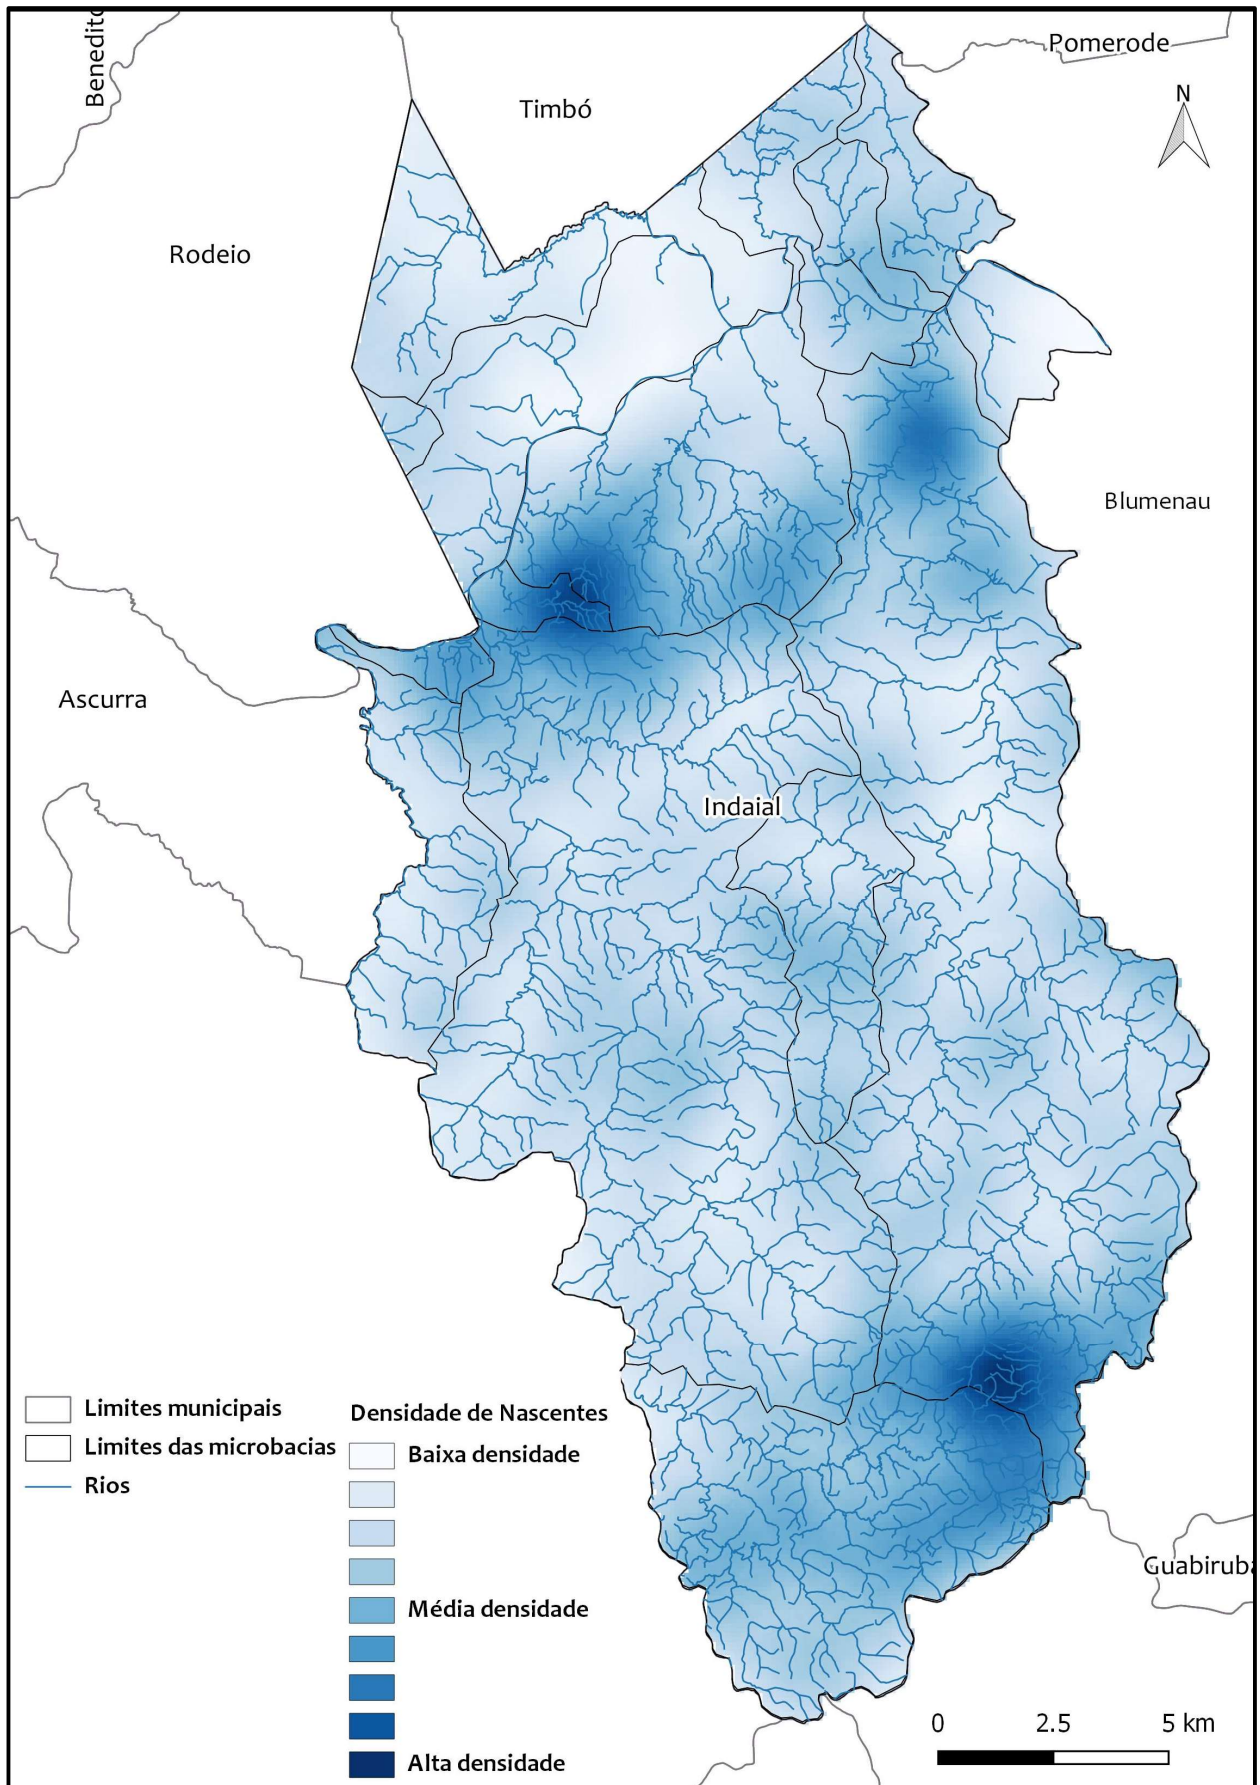 Benedito
Pomerode
Timbó
N
Rodeio
Blumenau
Ascurra
Indaial
Limites municipais
Limites das microbacias
Rios
Densidade de Nascentes
Baixa densidade
Média densidade
Alta densidade
Guabiruba
0 2.5 5 km